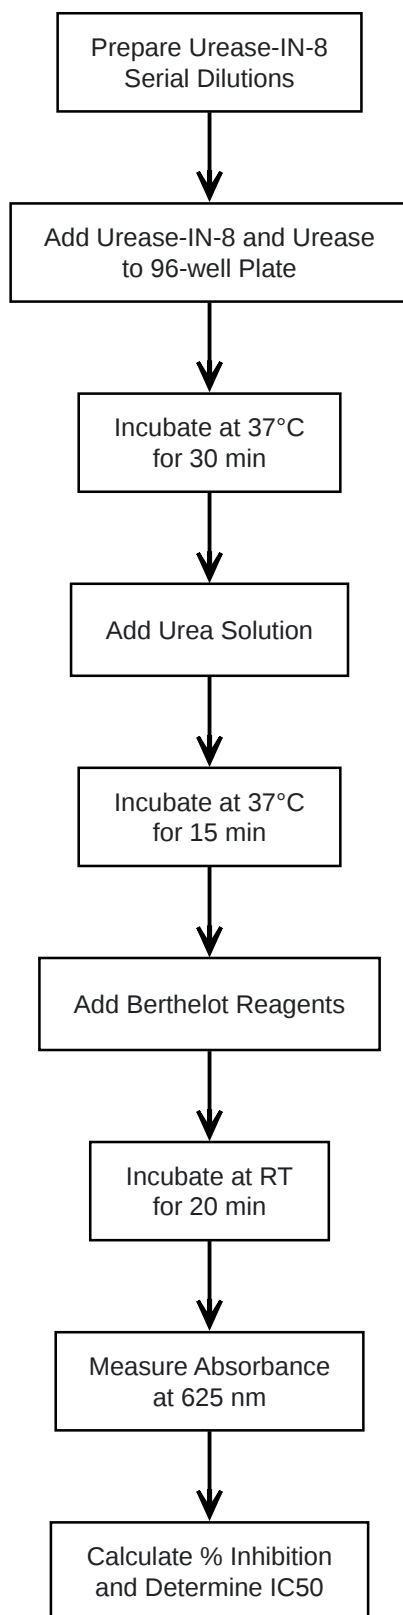 Prepare Urease-IN-8
Serial Dilutions
Add Urease-IN-8 and Urease
to 96-well Plate
Incubate at 37°C
for 30 min
Add Urea Solution
Incubate at 37°C
for 15 min
Add Berthelot Reagents
Incubate at RT
for 20 min
Measure Absorbance
at 625 nm
Calculate % Inhibition
and Determine IC50